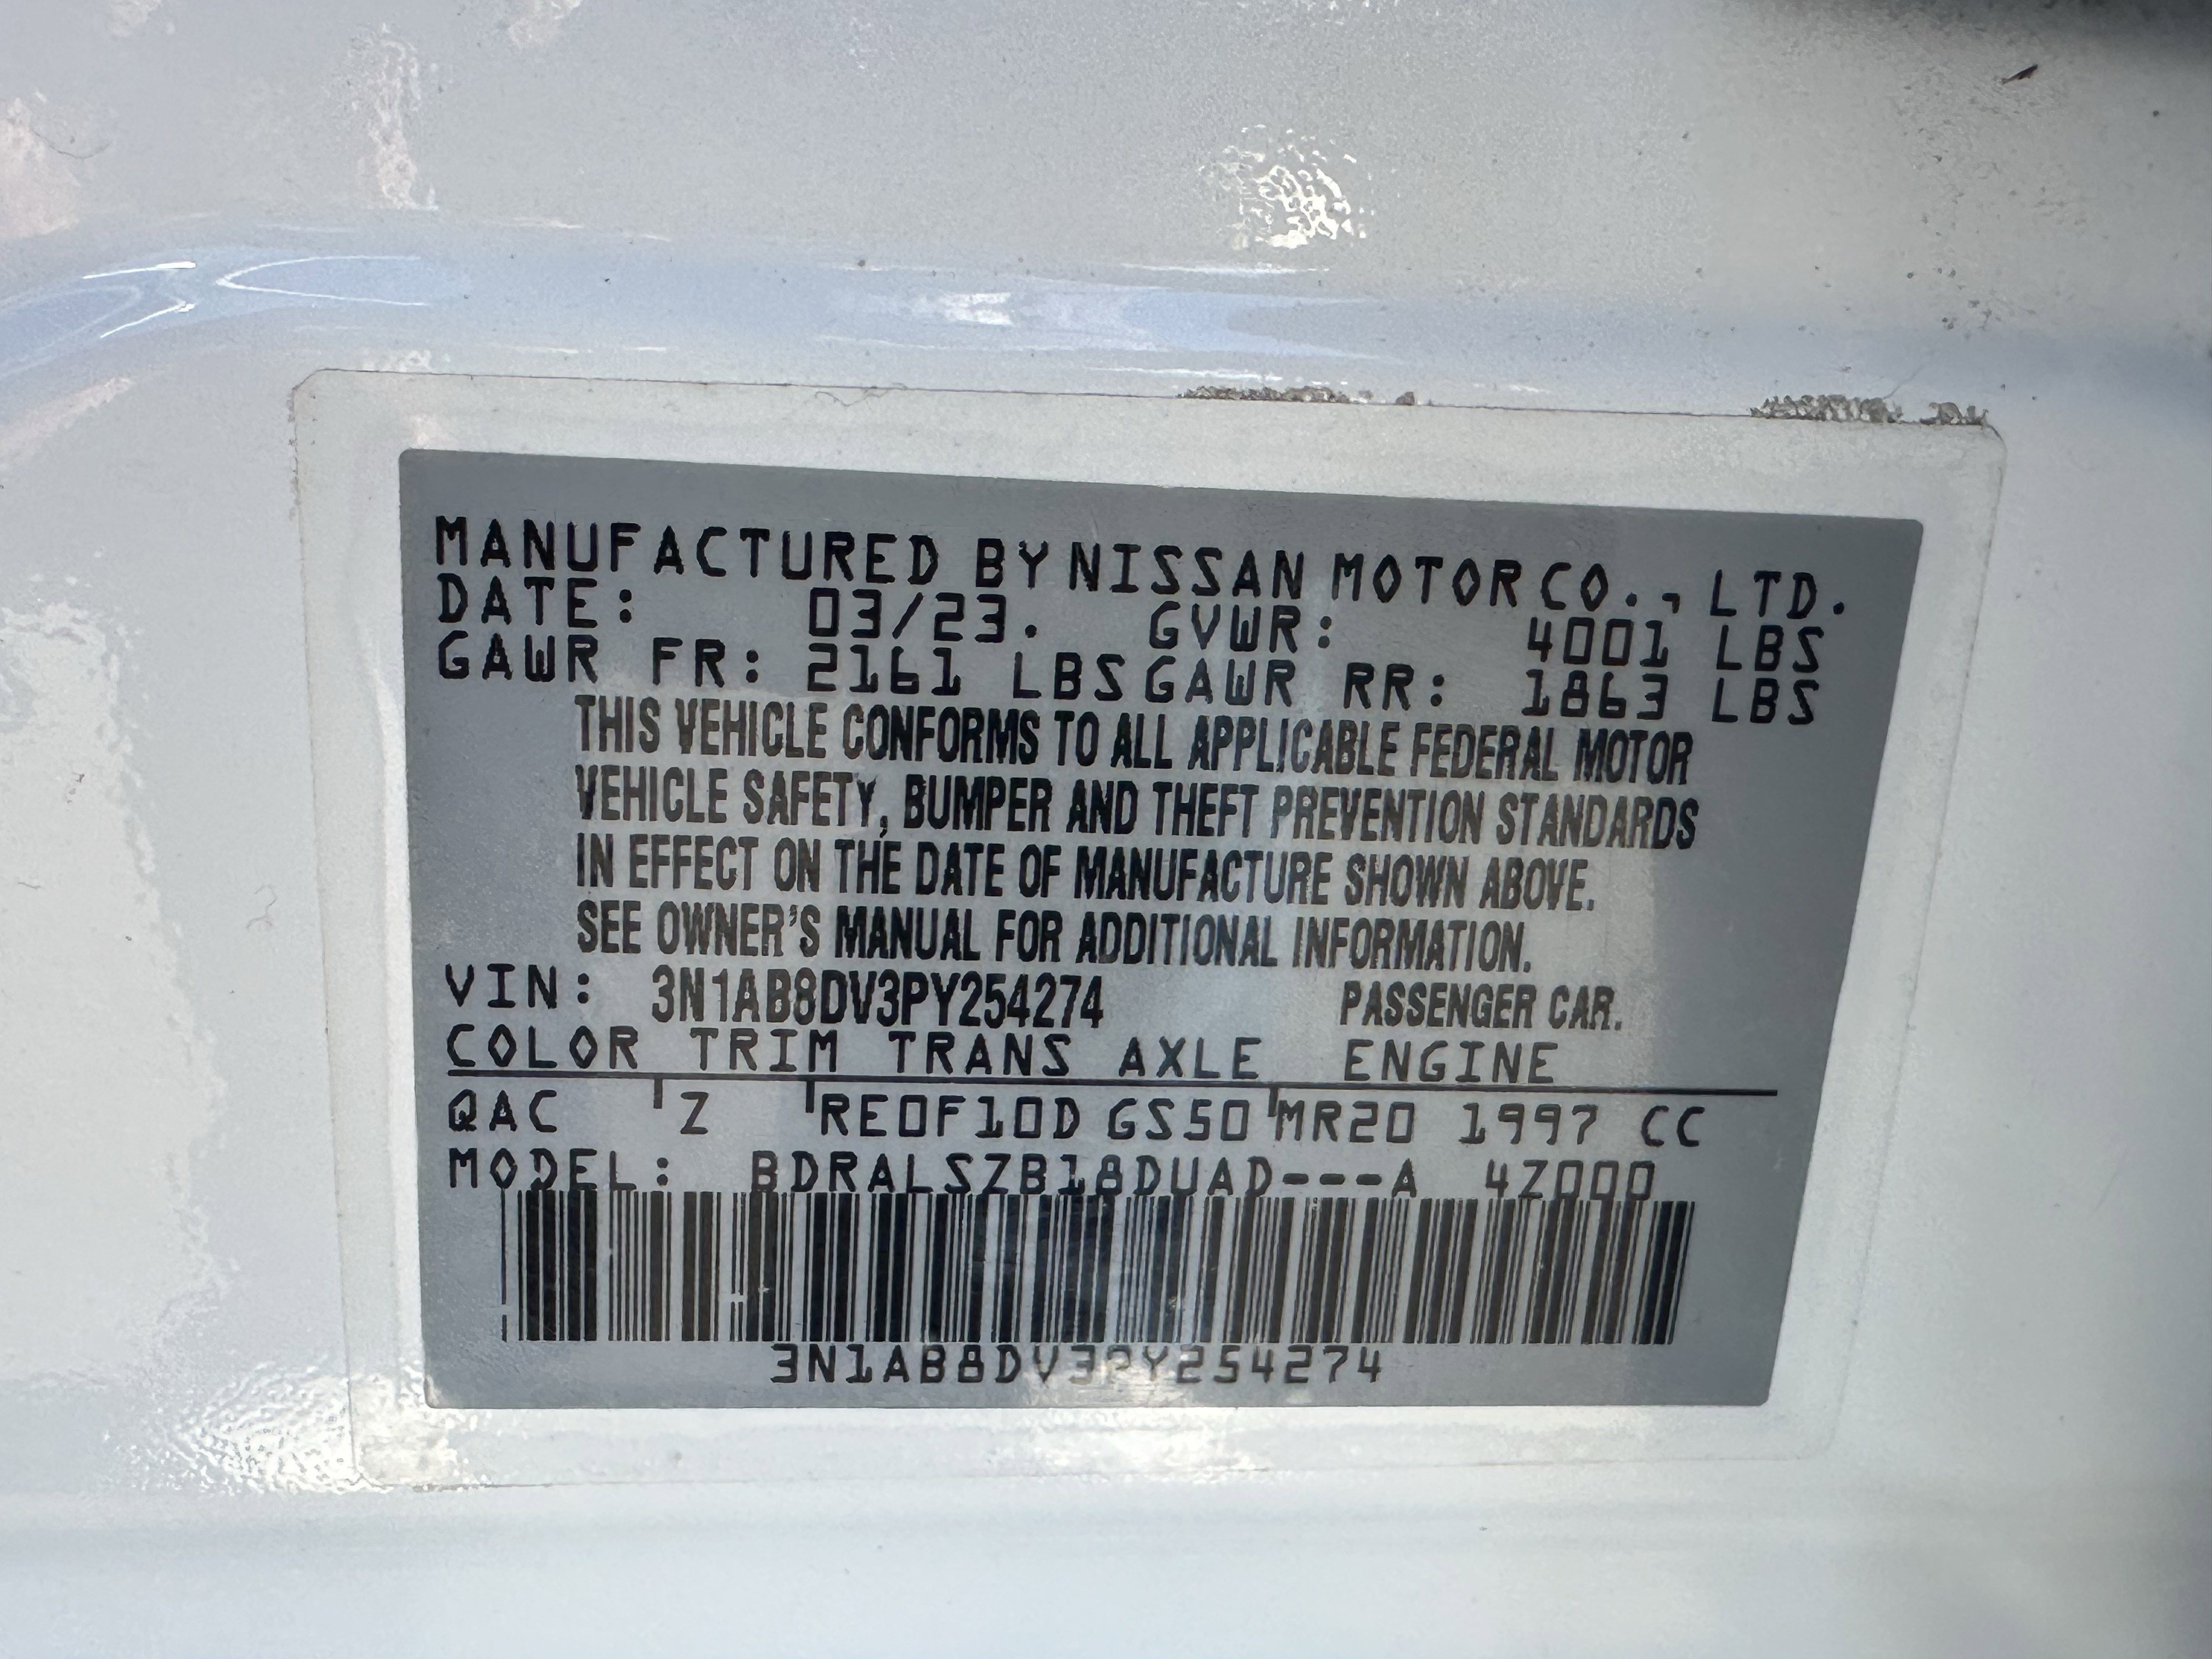 MANUFACTURED BY NISSAN MOTOR CO., LTD.
DATE: 03/23. GVWR: 4001 LBS
GAWR FR: 2161 LBS GAWR RR: 1863 LBS
THIS VEHICLE CONFORMS TO ALL APPLICABLE FEDERAL MOTOR
VEHICLE SAFETY, BUMPER AND THEFT PREVENTION STANDARDS
IN EFFECT ON THE DATE OF MANUFACTURE SHOWN ABOVE.
SEE OWNER'S MANUAL FOR ADDITIONAL INFORMATION.
VIN: 3N1AB8DV3PY254274 PASSENGER CAR.
COLOR TRIM TRANS AXLE ENGINE
QAC Z RE0F10D GS50 MR20 1997 CC
MODEL: BDRALSZB18DUAD---A 4Z000
3N1AB8DV3PY254274